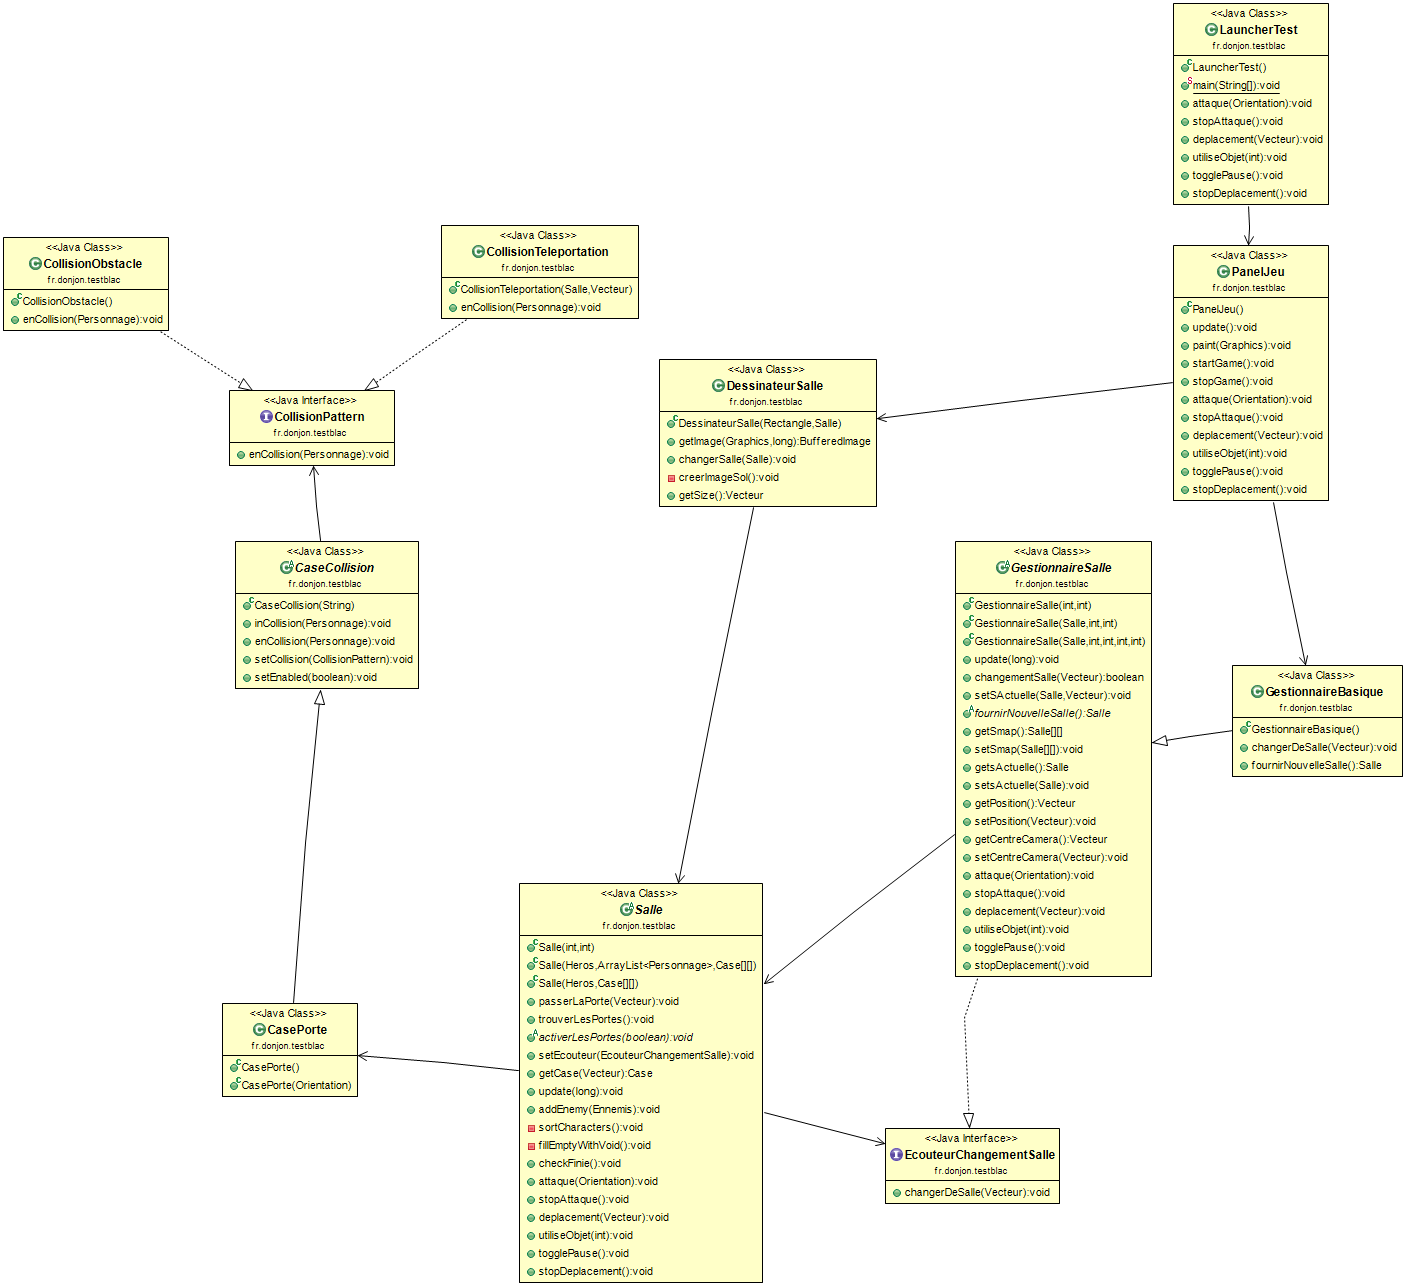 <<Java Class>>
LauncherTest
fr.donjon.testblac
LauncherTest()
main(String[]):void
attaque(Orientation):void
stopAttaque():void
deplacement(Vecteur):void
utiliseObjet(int):void
togglePause():void
stopDeplacement():void
<<Java Class>>
CollisionObstacle
fr.donjon.testblac
CollisionObstacle()
enCollision(Personnage):void
<<Java Class>>
CollisionTeleportation
fr.donjon.testblac
CollisionTeleportation(Salle,Vecteur)
enCollision(Personnage):void
<<Java Class>>
PanelJeu
fr.donjon.testblac
PanelJeu()
update():void
paint(Graphics):void
startGame():void
stopGame():void
attaque(Orientation):void
stopAttaque():void
deplacement(Vecteur):void
utiliseObjet(int):void
togglePause():void
stopDeplacement():void
<<Java Interface>>
CollisionPattern
fr.donjon.testblac
enCollision(Personnage):void
<<Java Class>>
DessinateurSalle
fr.donjon.testblac
DessinateurSalle(Rectangle,Salle)
getImage(Graphics,long):BufferedImage
changerSalle(Salle):void
creerImageSol():void
getSize():Vecteur
<<Java Class>>
CaseCollision
fr.donjon.testblac
CaseCollision(String)
inCollision(Personnage):void
enCollision(Personnage):void
setCollision(CollisionPattern):void
setEnabled(boolean):void
<<Java Class>>
GestionnaireSalle
fr.donjon.testblac
GestionnaireSalle(int,int)
GestionnaireSalle(Salle,int,int)
GestionnaireSalle(Salle,int,int,int,int)
update(long):void
changementSalle(Vecteur):boolean
setSActuelle(Salle,Vecteur):void
fournirNouvelleSalle():Salle
getSmap():Salle[][]
setSmap(Salle[][]):void
getsActuelle():Salle
setsActuelle(Salle):void
getPosition():Vecteur
setPosition(Vecteur):void
getCentreCamera():Vecteur
setCentreCamera(Vecteur):void
attaque(Orientation):void
stopAttaque():void
deplacement(Vecteur):void
utiliseObjet(int):void
togglePause():void
stopDeplacement():void
<<Java Class>>
GestionnaireBasique
fr.donjon.testblac
GestionnaireBasique()
changerDeSalle(Vecteur):void
fournirNouvelleSalle():Salle
<<Java Class>>
Salle
fr.donjon.testblac
Salle(int,int)
Salle(Heros,ArrayList<Personnage>,Case[][])
Salle(Heros,Case[][])
passerLaPorte(Vecteur):void
trouverLesPortes():void
activerLesPortes(boolean):void
setEcouteur(EcouteurChangementSalle):void
getCase(Vecteur):Case
update(long):void
addEnemy(Ennemis):void
sortCharacters():void
fillEmptyWithVoid():void
checkFinie():void
attaque(Orientation):void
stopAttaque():void
deplacement(Vecteur):void
utiliseObjet(int):void
togglePause():void
stopDeplacement():void
<<Java Class>>
CasePorte
fr.donjon.testblac
CasePorte()
CasePorte(Orientation)
<<Java Interface>>
EcouteurChangementSalle
fr.donjon.testblac
changerDeSalle(Vecteur):void